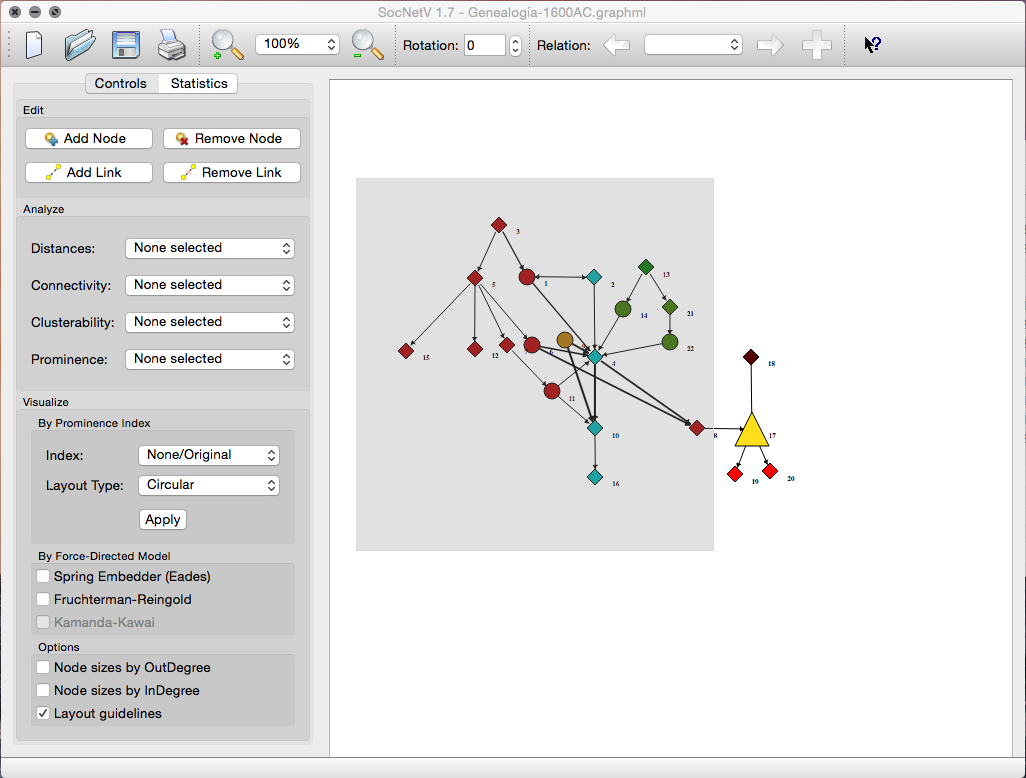 SocNetV 1.7 - Genealogía-1600AC.graphml
100% Rotation: 0 Relation:
Controls Statistics
Edit
Add Node Remove Node
Add Link Remove Link
Analyze
Distances: None selected
Connectivity: None selected
Clusterability: None selected
Prominence: None selected
Visualize
By Prominence Index
Index: None/Original
Layout Type: Circular
Apply
By Force-Directed Model
Spring Embedder (Eades)
Fruchterman-Reingold
Kamanda-Kawai
Options
Node sizes by OutDegree
Node sizes by InDegree
Layout guidelines
3
13
5
1
2
14
21
22
15
12
6
4
18
11
10
8
17
16
19
20